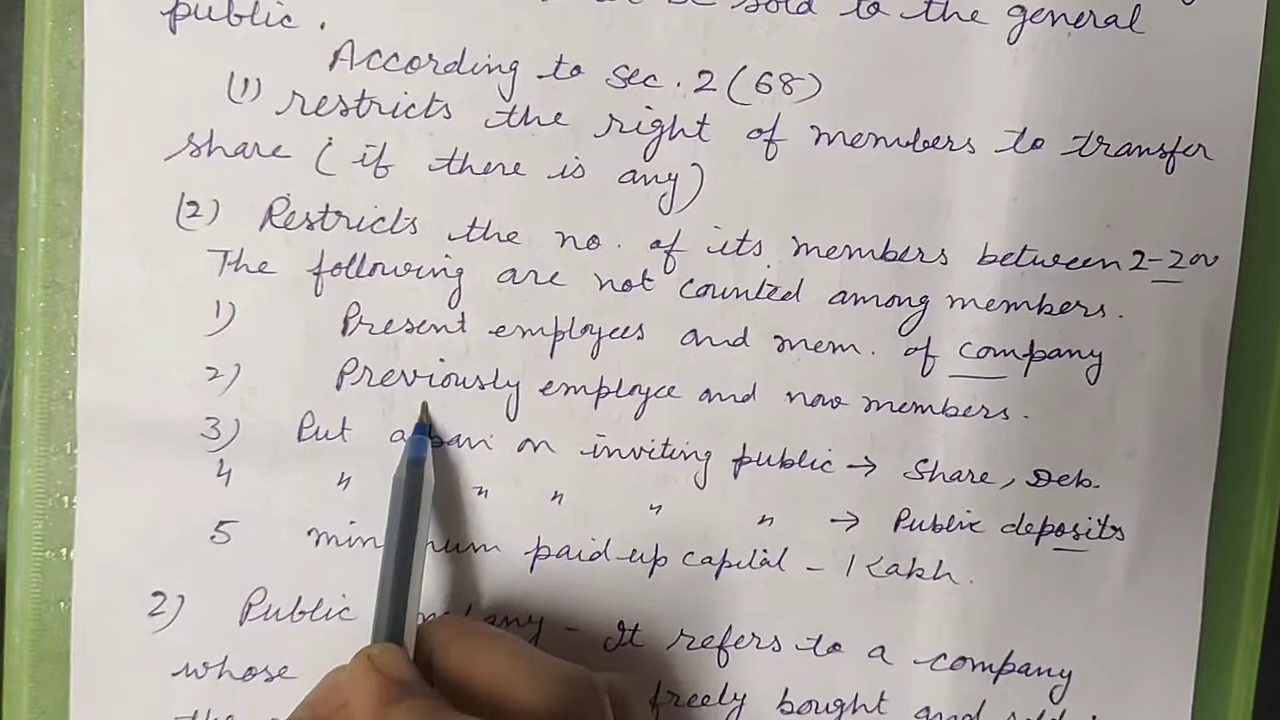 sold to the general
public.
According to sec. 2(68)
(1) restricts the right of members to transfer
share (if there is any)
(2) Restricts the no. of its members between 2-200
The following are not counted among members.
1) Present employees and mem. of company
2) Previously employee and now members.
3) Put a ban on inviting public → Share, Deb.
4 " " " " " → Public deposits
5 minimum paid-up capital - 1 Lakh.
2) Public company - It refers to a company
whose freely bought and sold